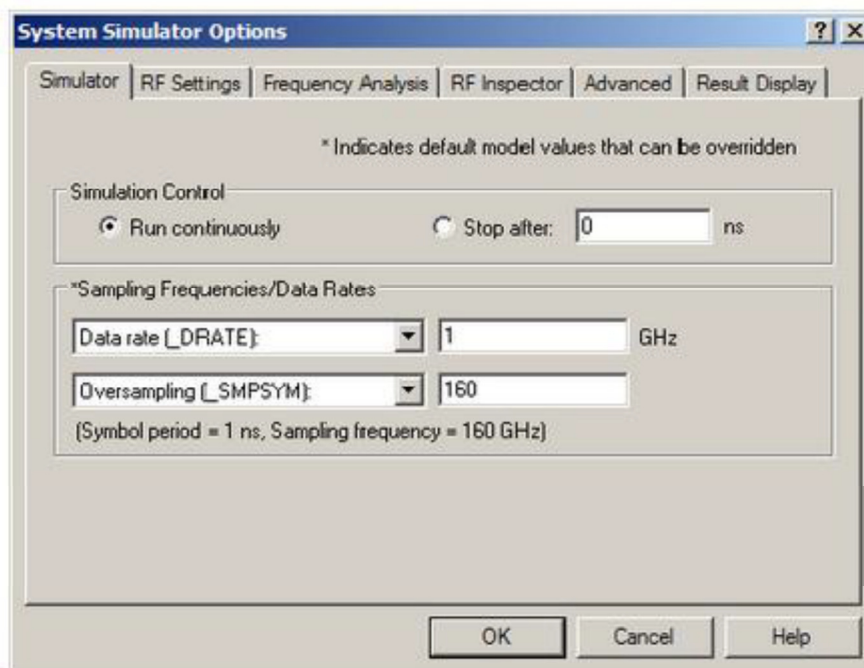 System Simulator Options
Simulator RF Settings Frequency Analysis RF Inspector Advanced Result Display
* Indicates default model values that can be overridden
Simulation Control
Run continuously Stop after: 0 ns
*Sampling Frequencies/Data Rates
Data rate (_DRATE): 1 GHz
Oversampling (_SMPSYM): 160
(Symbol period = 1 ns, Sampling frequency = 160 GHz)
OK Cancel Help